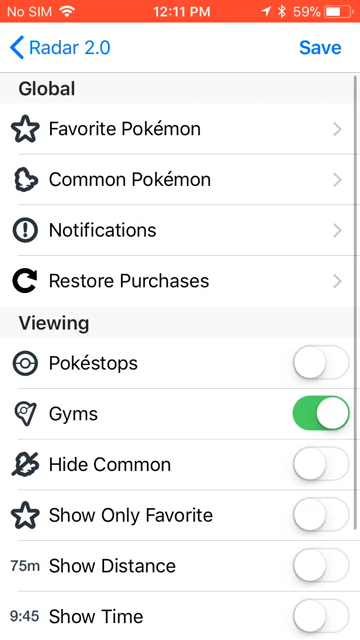 No SIM 12:11 PM 59%
Radar 2.0 Save
Global
Favorite Pokémon
Common Pokémon
Notifications
Restore Purchases
Viewing
Pokéstops
Gyms
Hide Common
Show Only Favorite
75m Show Distance
9:45 Show Time